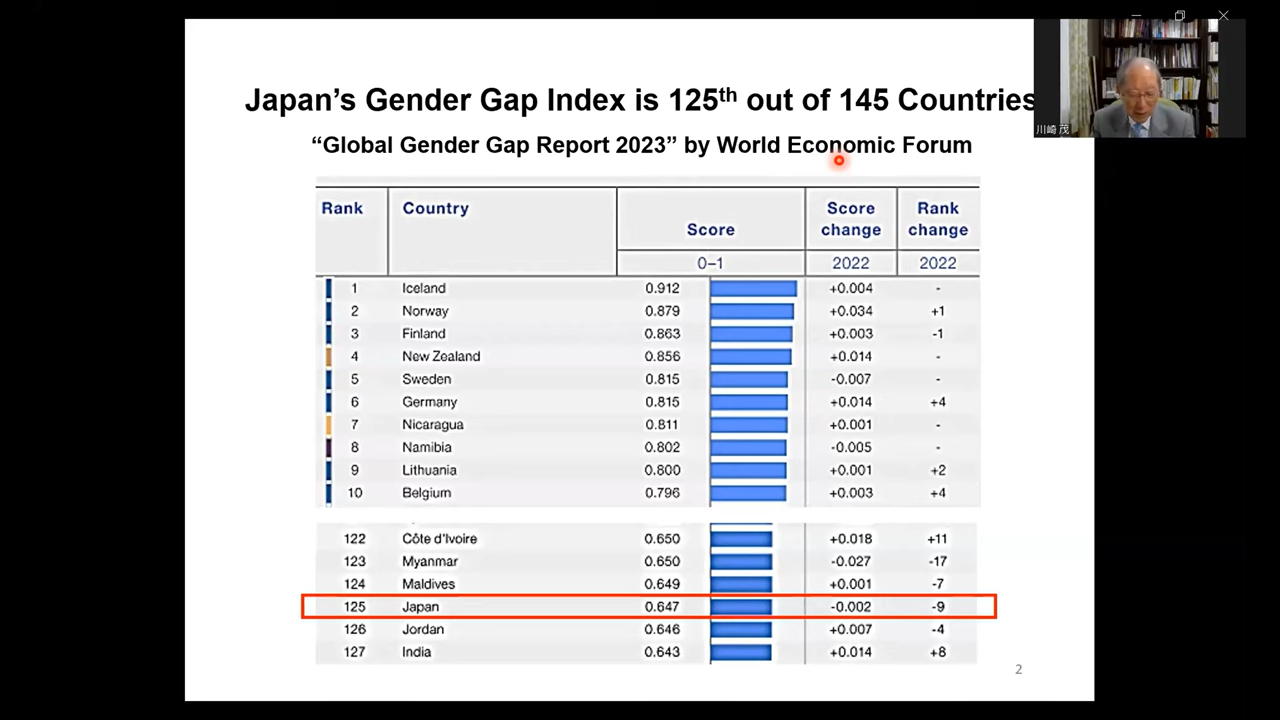 Japan's Gender Gap Index is 125th out of 145 Countries
川崎 茂
“Global Gender Gap Report 2023” by World Economic Forum
Rank Country Score Score change Rank change
0–1 2022 2022
1 Iceland 0.912 +0.004 -
2 Norway 0.879 +0.034 +1
3 Finland 0.863 +0.003 -1
4 New Zealand 0.856 +0.014 -
5 Sweden 0.815 -0.007 -
6 Germany 0.815 +0.014 +4
7 Nicaragua 0.811 +0.001 -
8 Namibia 0.802 -0.005 -
9 Lithuania 0.800 +0.001 +2
10 Belgium 0.796 +0.003 +4
122 Côte d'Ivoire 0.650 +0.018 +11
123 Myanmar 0.650 -0.027 -17
124 Maldives 0.649 +0.001 -7
125 Japan 0.647 -0.002 -9
126 Jordan 0.646 +0.007 -4
127 India 0.643 +0.014 +8
2